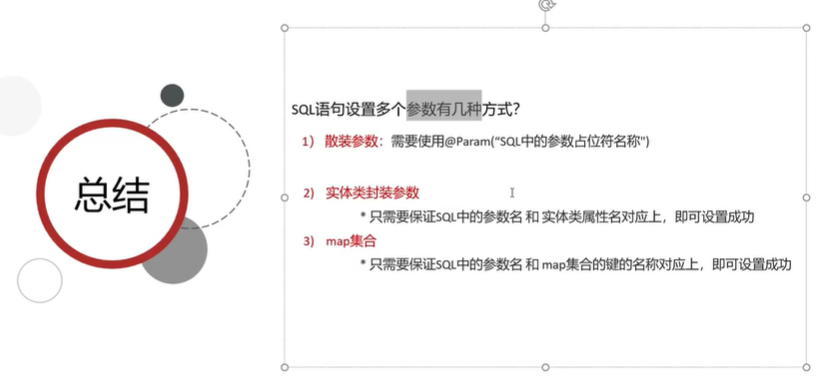 总结
SQL语句设置多个参数有几种方式？
1) 散装参数：需要使用@Param("SQL中的参数占位符名称")
2) 实体类封装参数
* 只需要保证SQL中的参数名 和 实体类属性名对应上，即可设置成功
3) map集合
* 只需要保证SQL中的参数名 和 map集合的键的名称对应上，即可设置成功